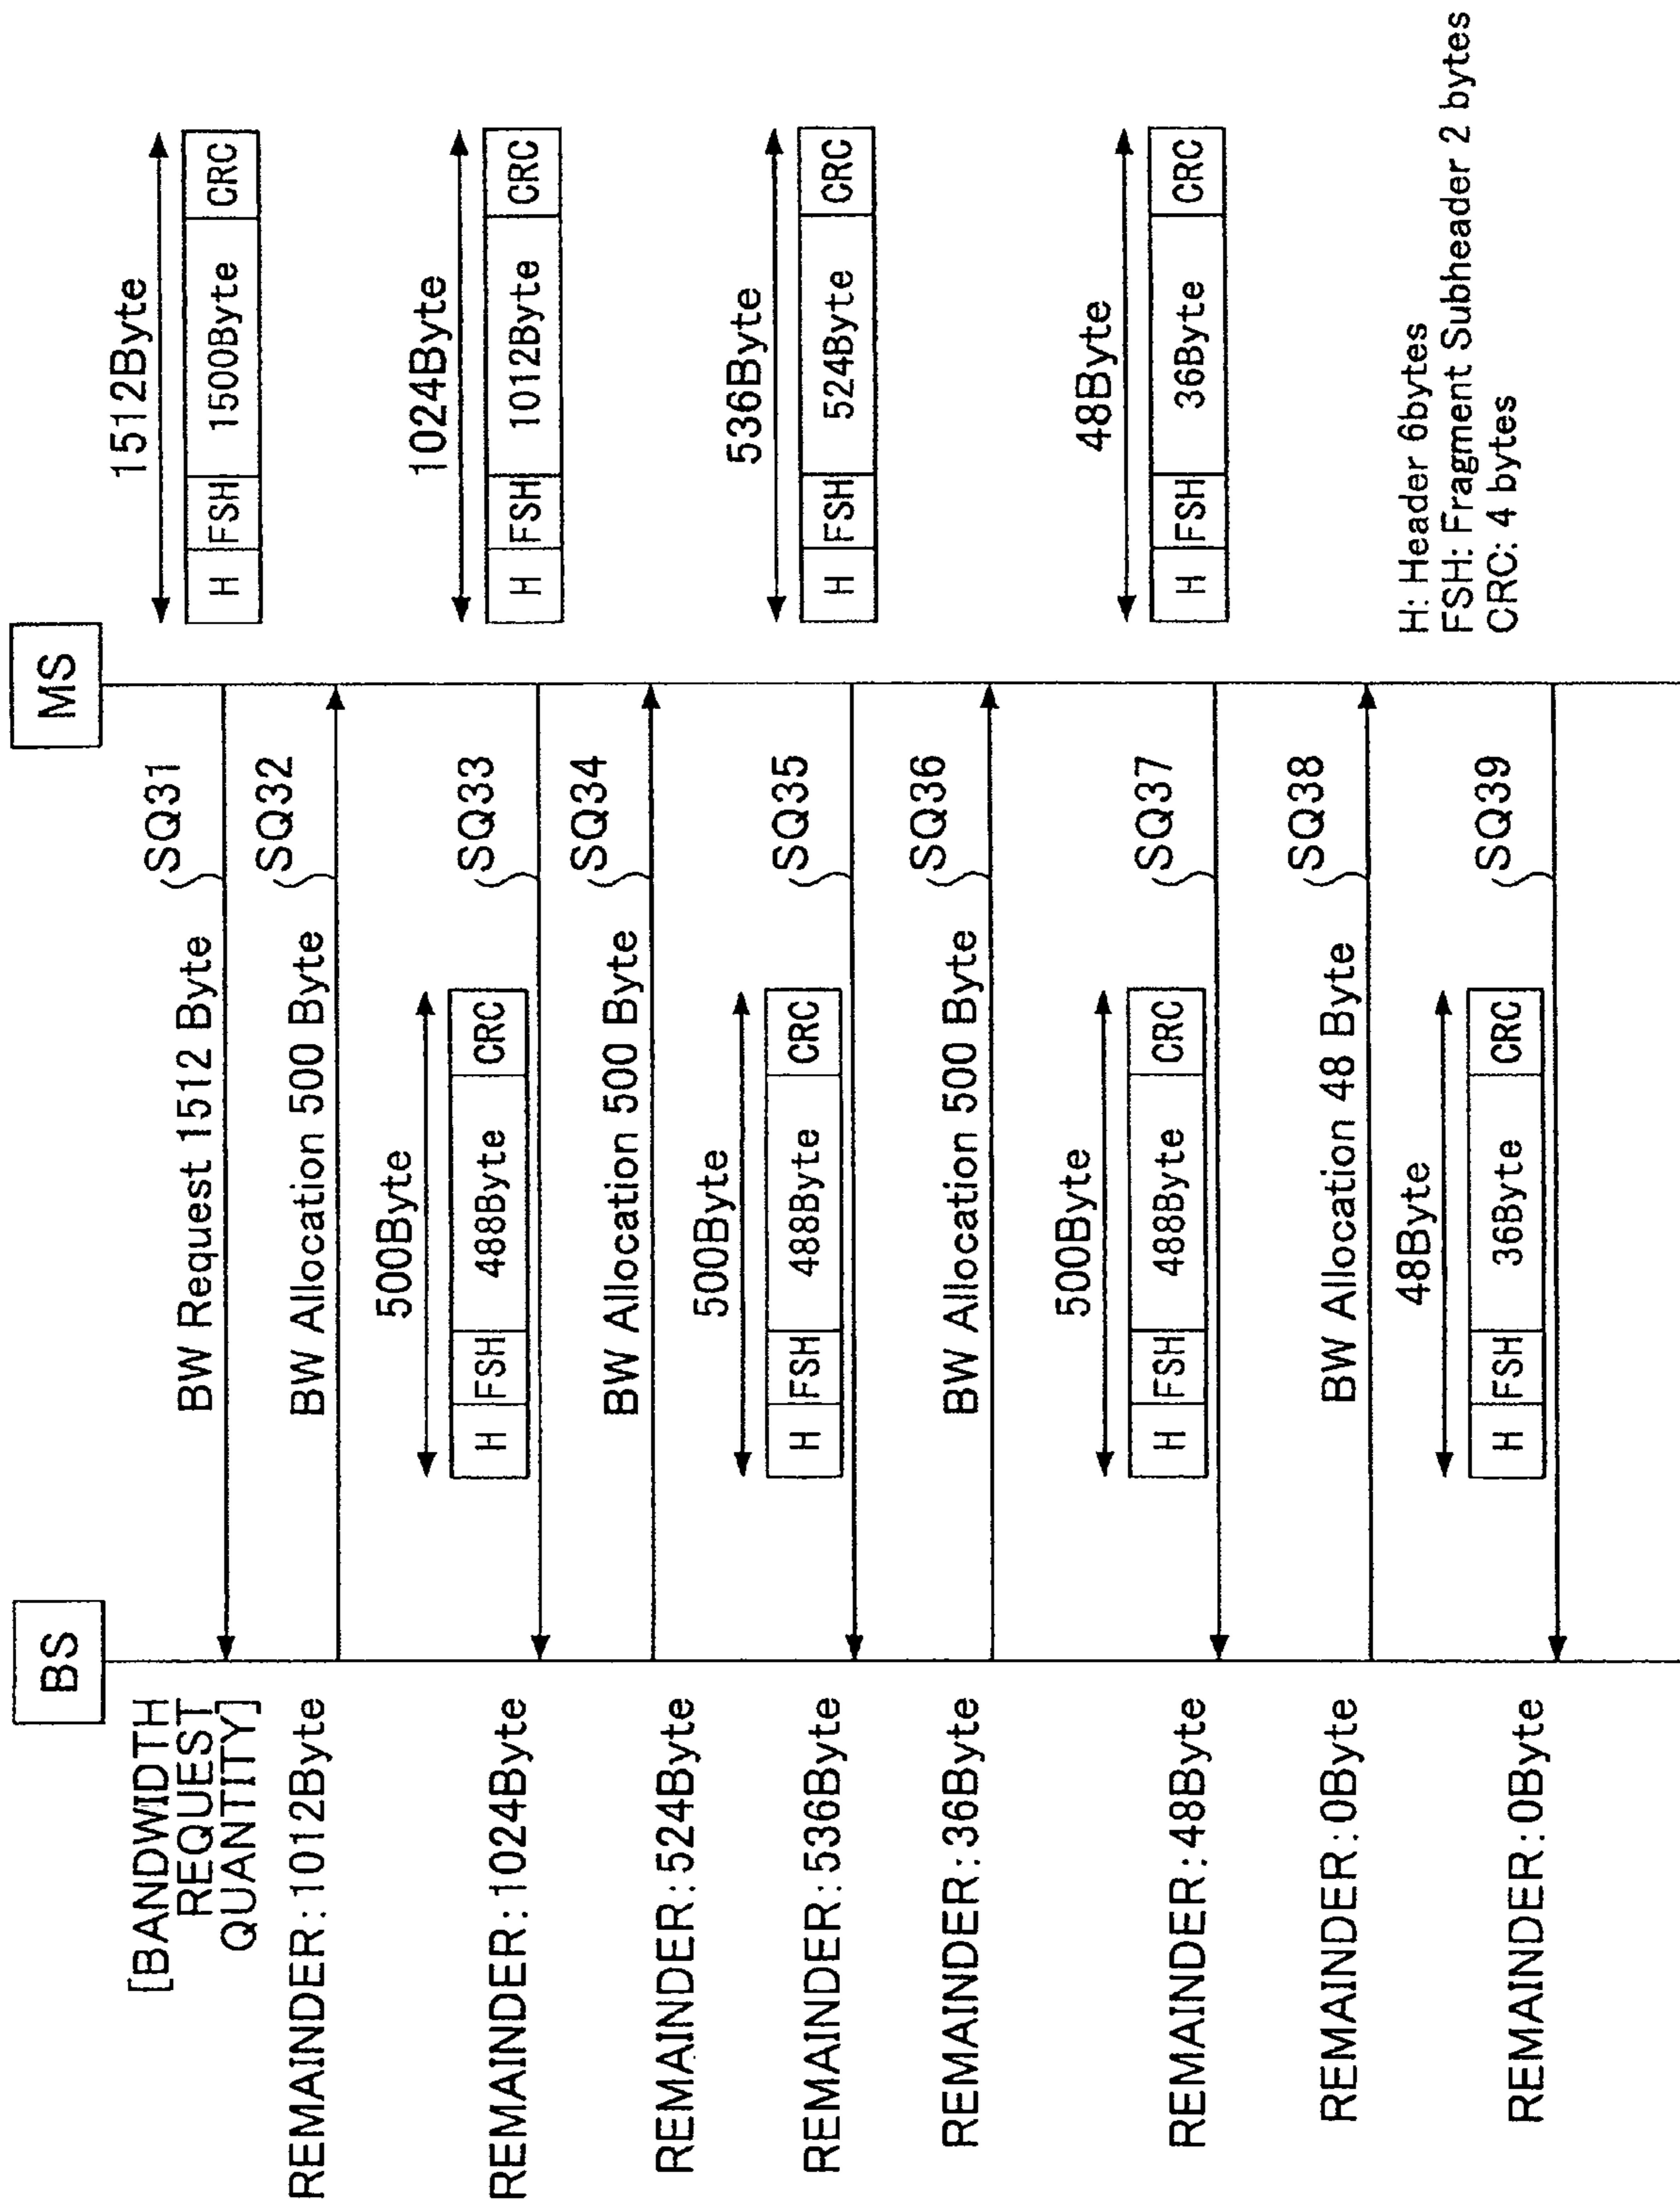 BS
MS
[BANDWIDTH
REQUEST
QUANTITY]
BW Request 1512 Byte
SQ31
1512Byte
H FSH 1500Byte CRC
REMAINDER:1012Byte
BW Allocation 500 Byte
SQ32
500Byte
H FSH 488Byte CRC
REMAINDER:1024Byte
SQ33
1024Byte
H FSH 1012Byte CRC
REMAINDER:524Byte
BW Allocation 500 Byte
SQ34
500Byte
H FSH 488Byte CRC
REMAINDER:536Byte
SQ35
536Byte
H FSH 524Byte CRC
REMAINDER:36Byte
BW Allocation 500 Byte
SQ36
500Byte
H FSH 488Byte CRC
REMAINDER:48Byte
SQ37
48Byte
H FSH 36Byte CRC
REMAINDER:0Byte
BW Allocation 48 Byte
SQ38
48Byte
H FSH 36Byte CRC
REMAINDER:0Byte
SQ39
H: Header 6bytes
FSH: Fragment Subheader 2 bytes
CRC: 4 bytes